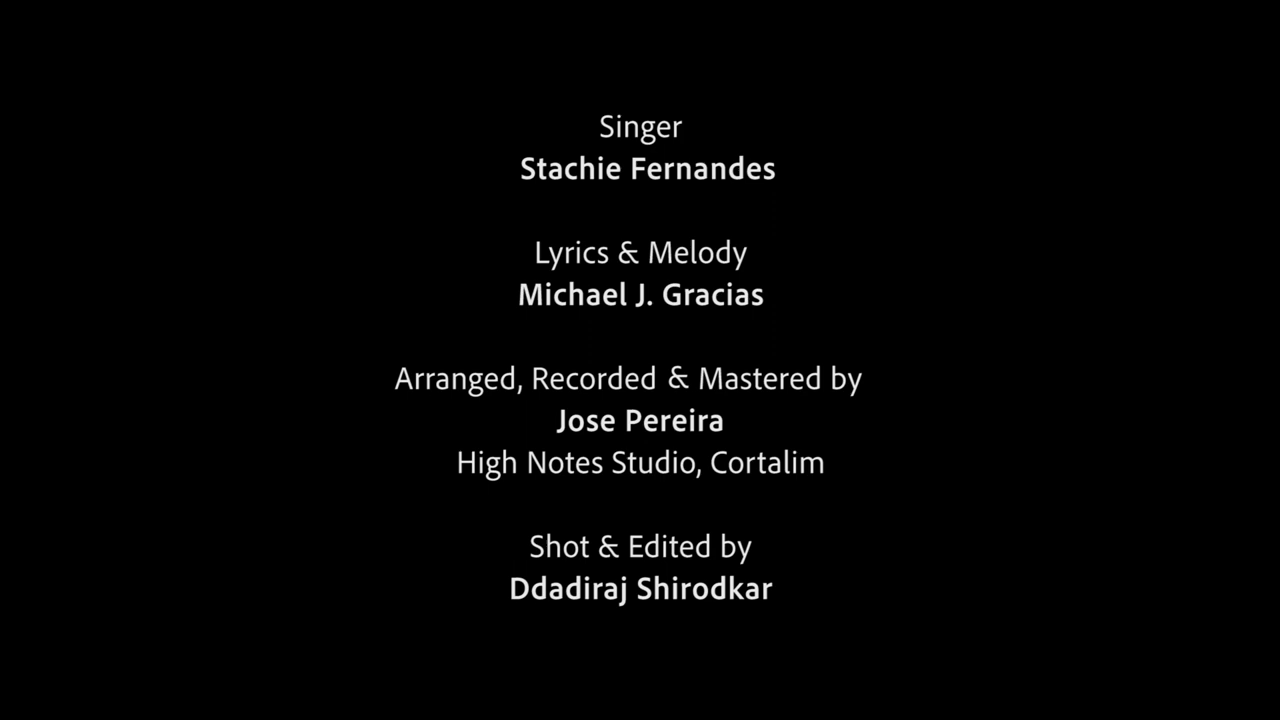 Singer
Stachie Fernandes
Lyrics & Melody
Michael J. Gracias
Arranged, Recorded & Mastered by
Jose Pereira
High Notes Studio, Cortalim
Shot & Edited by
Ddadiraj Shirodkar